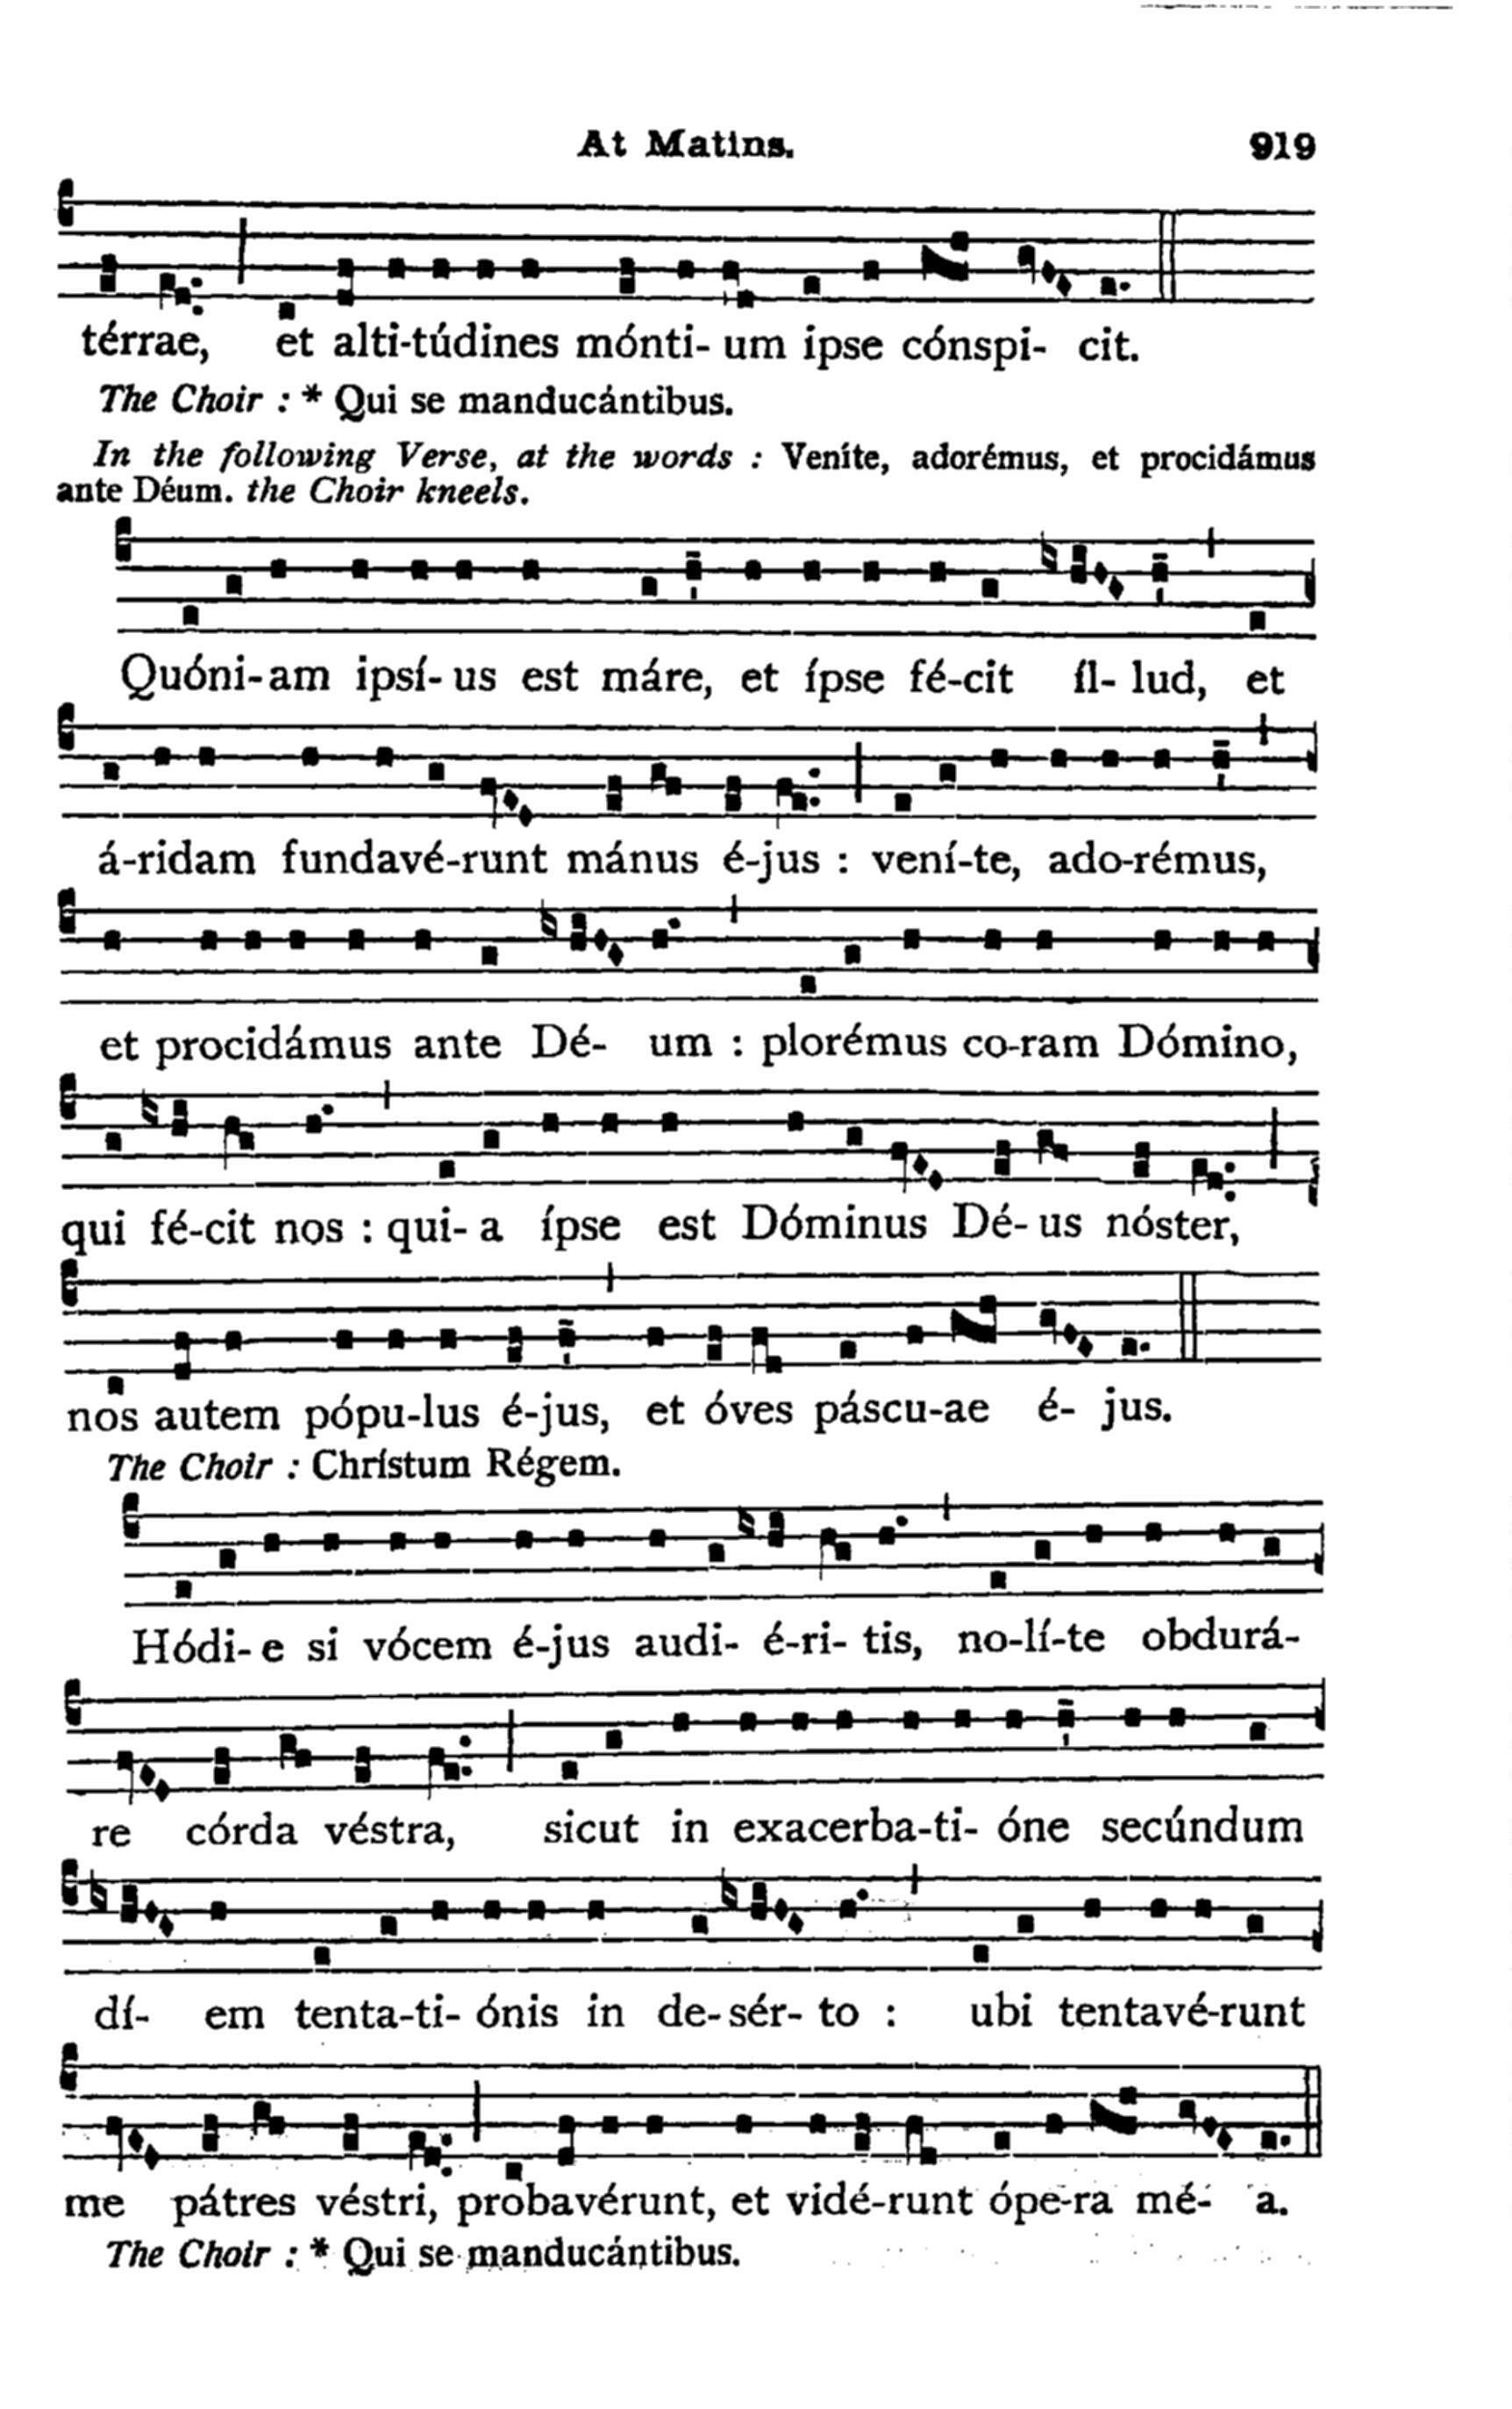 At Matins. 919
térrae, et alti-túdines mónti- um ipse cónspi- cit.
The Choir : * Qui se manducántibus.
In the following Verse, at the words : Veníte, adorémus, et procidámus
ante Déum. the Choir kneels.
Quóni-am ipsí-us est máre, et ípse fé-cit íl- lud, et
á-ridam fundavé-runt mánus é-jus : vení-te, ado-rémus,
et procidámus ante Dé- um : plorémus co-ram Dómino,
qui fé-cit nos : qui- a ípse est Dóminus Dé- us nóster,
nos autem pópu-lus é-jus, et óves páscu-ae é- jus.
The Choir : Chrístum Régem.
Hódi- e si vócem é-jus audi- é-ri- tis, no-lí-te obdurá-
re córda véstra, sicut in exacerba-ti- óne secúndum
dí- em tenta-ti- ónis in de- sér- to : ubi tentavé-runt
me pátres véstri, probavérunt, et vidé-runt ópe-ra mé- a.
The Choir : * Qui se manducántibus.